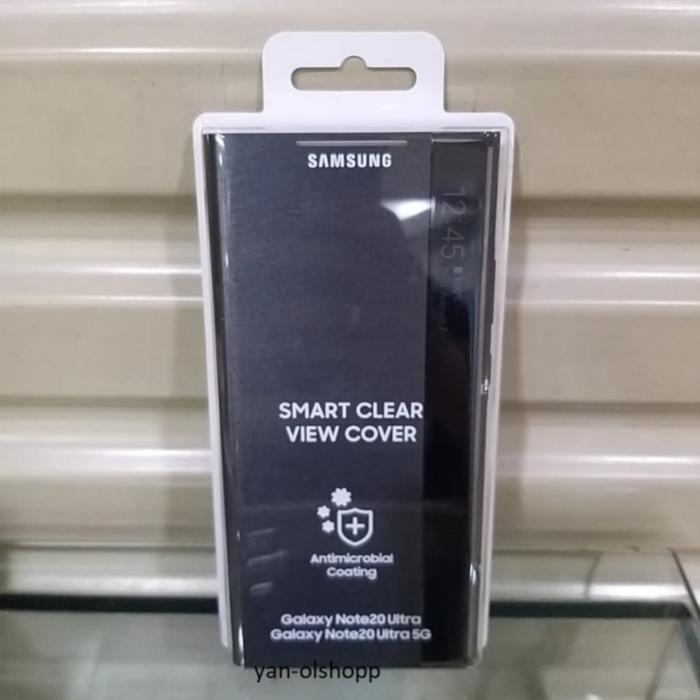 SAMSUNG
12:45
SMART CLEAR
VIEW COVER
Antimicrobial
Coating
Galaxy Note20 Ultra
Galaxy Note20 Ultra 5G
yan-olshopp